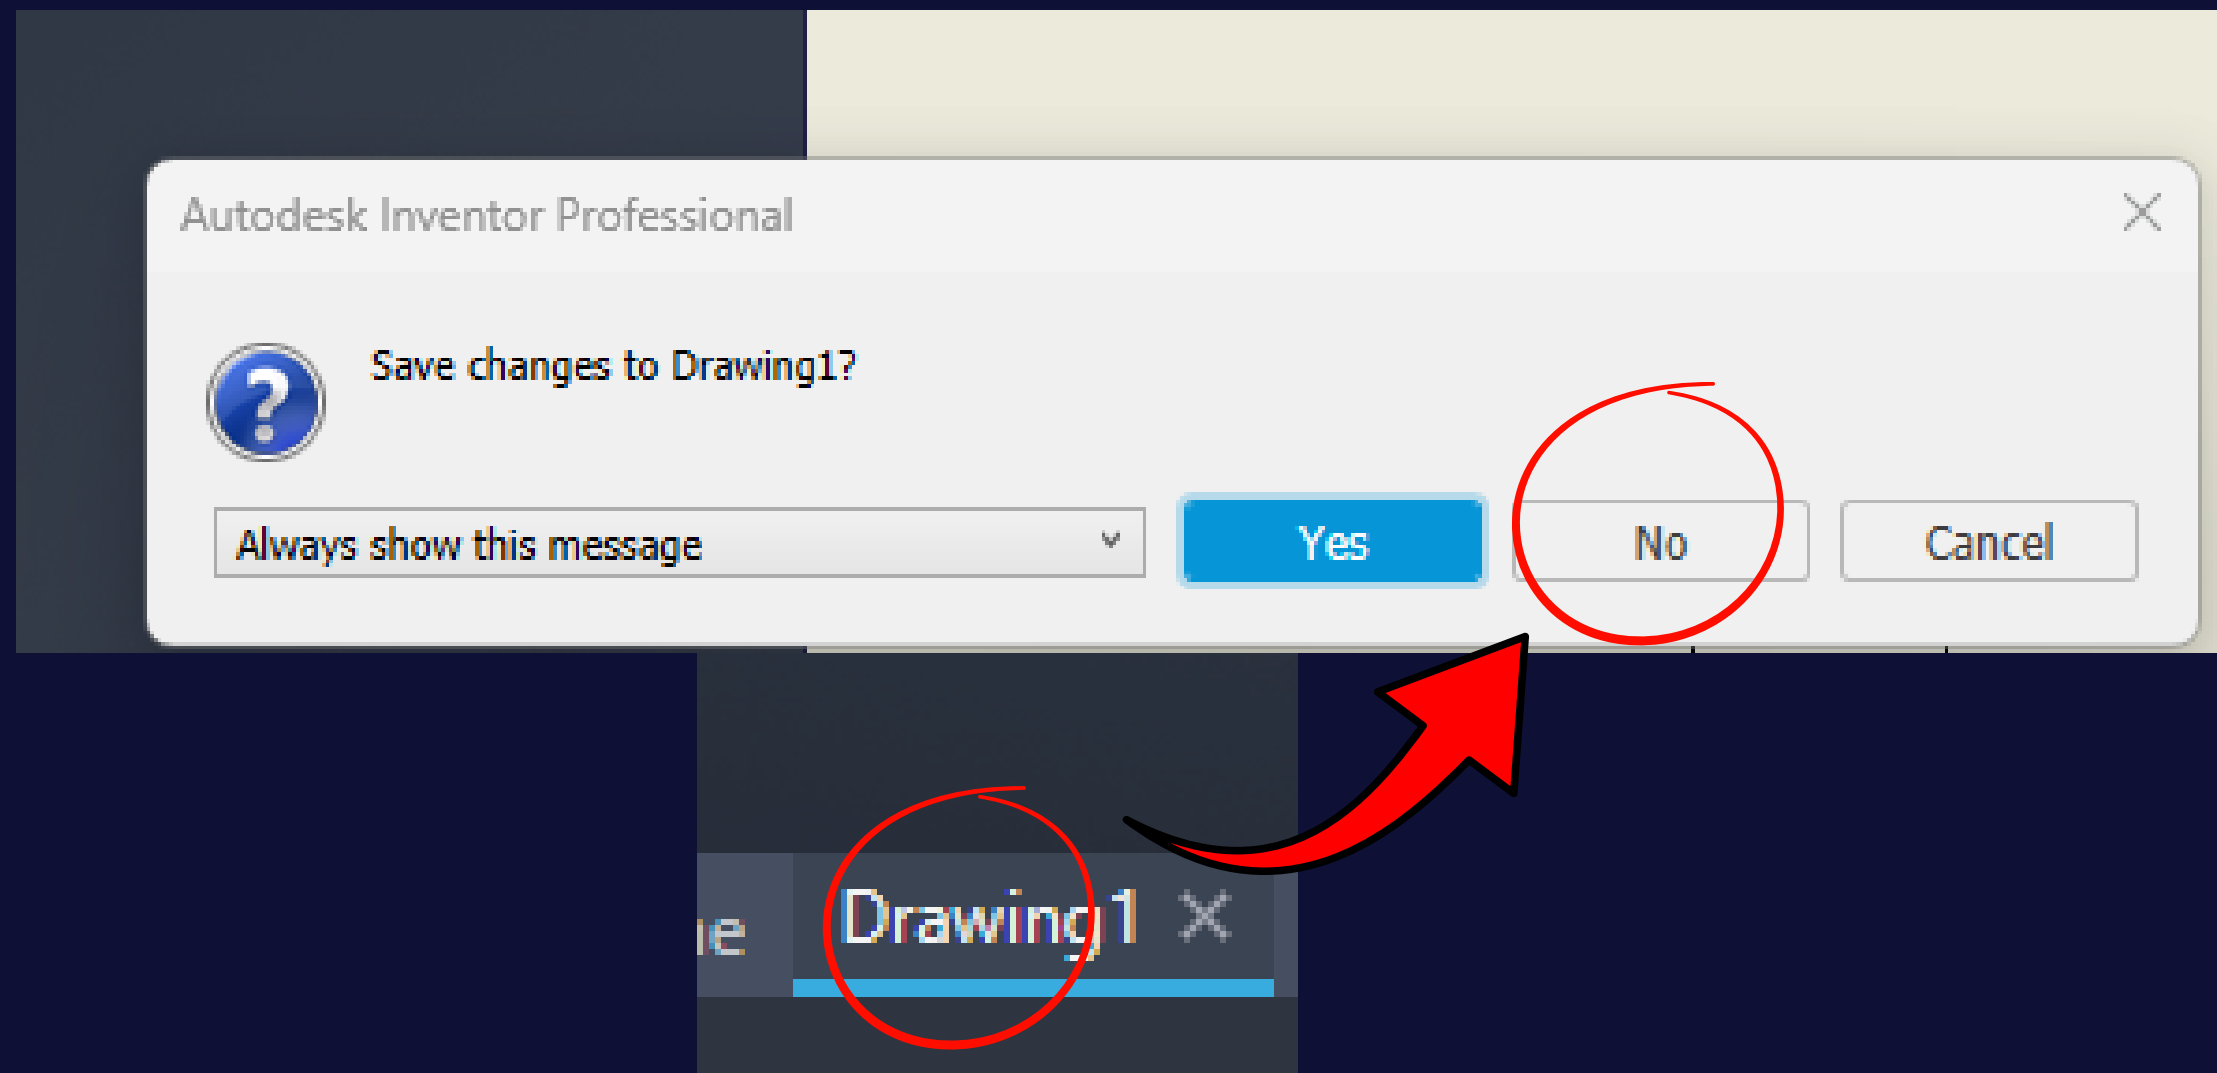 Autodesk Inventor Professional
Save changes to Drawing1?
Always show this message
Yes
No
Cancel
Drawing1